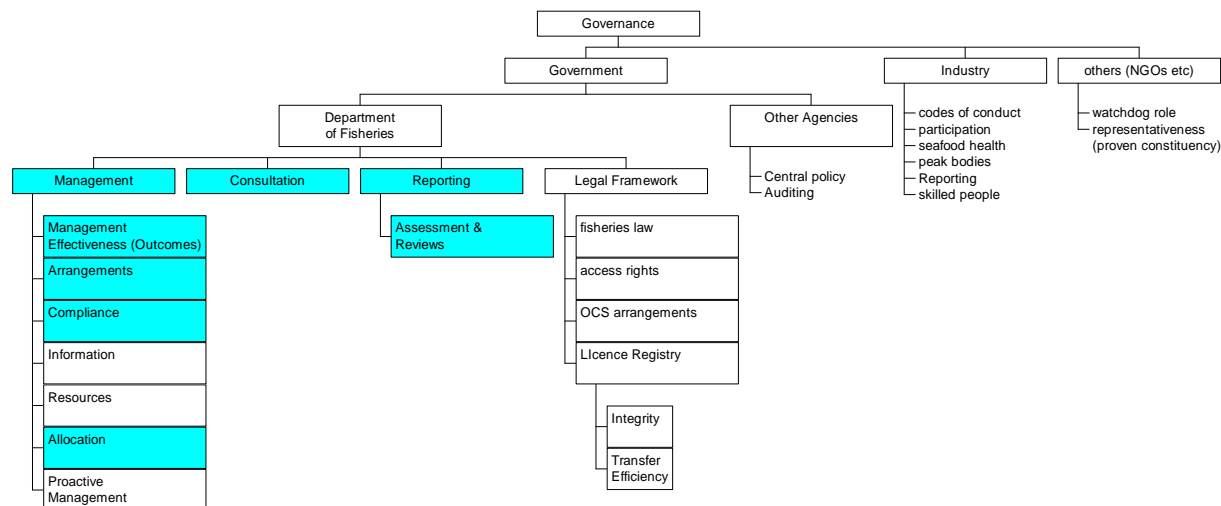 Governance
Government
Industry
others (NGOs etc)
Department
of Fisheries
Other Agencies
codes of conduct
participation
seafood health
peak bodies
Reporting
skilled people
watchdog role
representativeness
(proven constituency)
Management
Consultation
Reporting
Legal Framework
Central policy
Auditing
Management
Effectiveness (Outcomes)
Arrangements
Compliance
Information
Resources
Allocation
Proactive
Management
Assessment &
Reviews
fisheries law
access rights
OCS arrangements
LIcence Registry
Integrity
Transfer
Efficiency